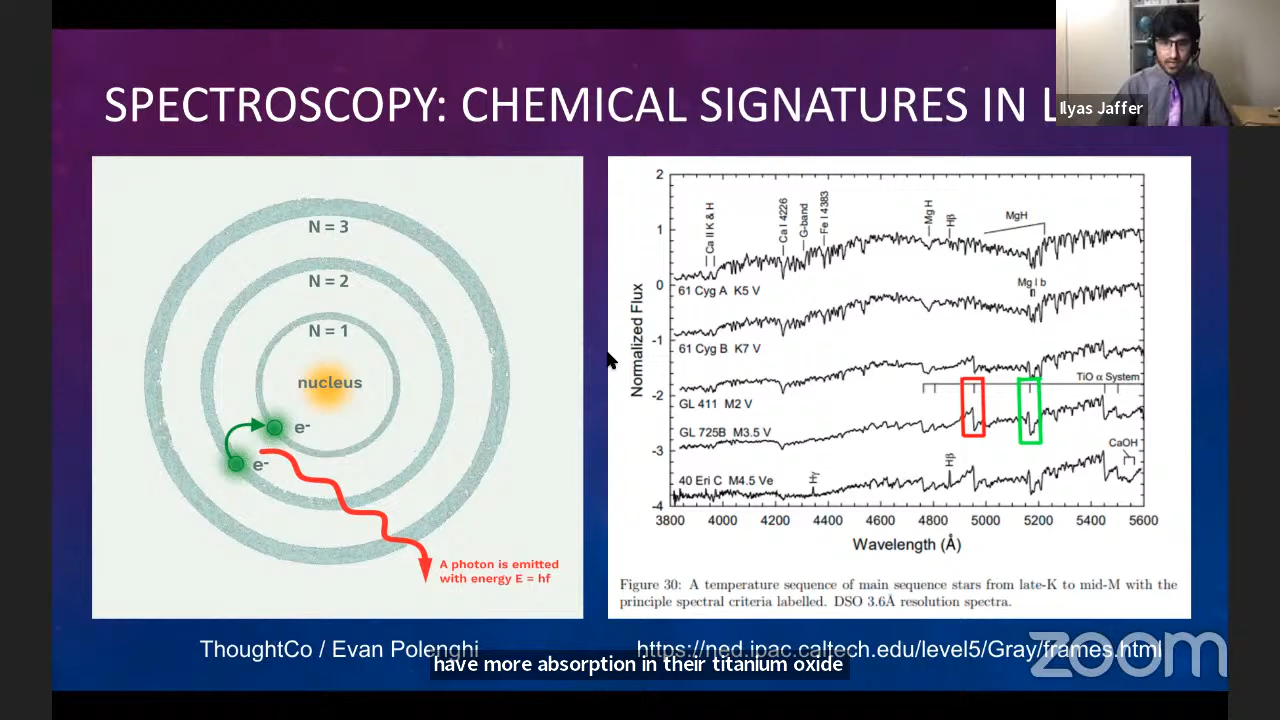 SPECTROSCOPY: CHEMICAL SIGNATURES IN L
Ilyas Jaffer
N = 3
N = 2
N = 1
nucleus
e-
e-
A photon is emitted
with energy E = hf
2
1
0
-1
-2
-3
-4
Normalized Flux
Ca II K & H
Ca I 4226
G-band
Fe I 4383
Mg H
Hβ
MgH
61 Cyg A K5 V
Mg I b
61 Cyg B K7 V
TiO α System
GL 411 M2 V
GL 725B M3.5 V
CaOH
Hβ
Hγ
40 Eri C M4.5 Ve
3800 4000 4200 4400 4600 4800 5000 5200 5400 5600
Wavelength (Å)
Figure 30: A temperature sequence of main sequence stars from late-K to mid-M with the
principle spectral criteria labelled. DSO 3.6Å resolution spectra.
ThoughtCo / Evan Polenghi
https://ned.ipac.caltech.edu/level5/Gray/frames.html
have more absorption in their titanium oxide
zoom